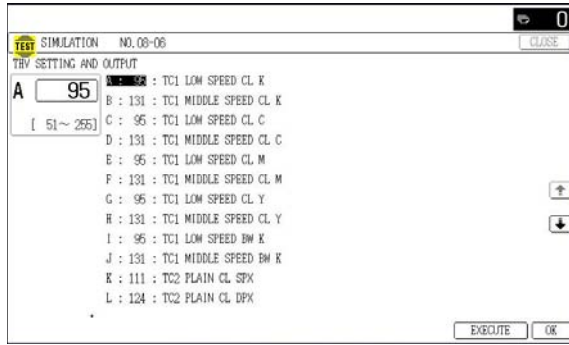 0
TEST SIMULATION NO. 08-06 CLOSE
THV SETTING AND OUTPUT
A 95
[ 51~ 255]
A : 95 : TC1 LOW SPEED CL K
B : 131 : TC1 MIDDLE SPEED CL K
C : 95 : TC1 LOW SPEED CL C
D : 131 : TC1 MIDDLE SPEED CL C
E : 95 : TC1 LOW SPEED CL M
F : 131 : TC1 MIDDLE SPEED CL M
G : 95 : TC1 LOW SPEED CL Y
H : 131 : TC1 MIDDLE SPEED CL Y
I : 95 : TC1 LOW SPEED BW K
J : 131 : TC1 MIDDLE SPEED BW K
K : 111 : TC2 PLAIN CL SPX
L : 124 : TC2 PLAIN CL DPX
EXECUTE OK